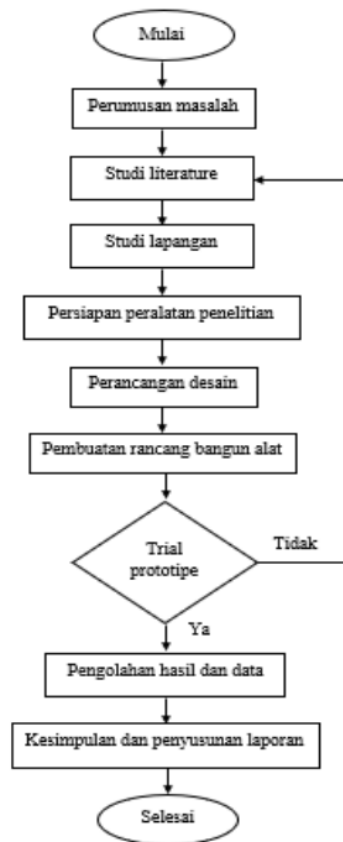 Mulai
Perumusan masalah
Studi literature
Studi lapangan
Persiapan peralatan penelitian
Perancangan desain
Pembuatan rancang bangun alat
Trial
prototipe
Tidak
Ya
Pengolahan hasil dan data
Kesimpulan dan penyusunan laporan
Selesai